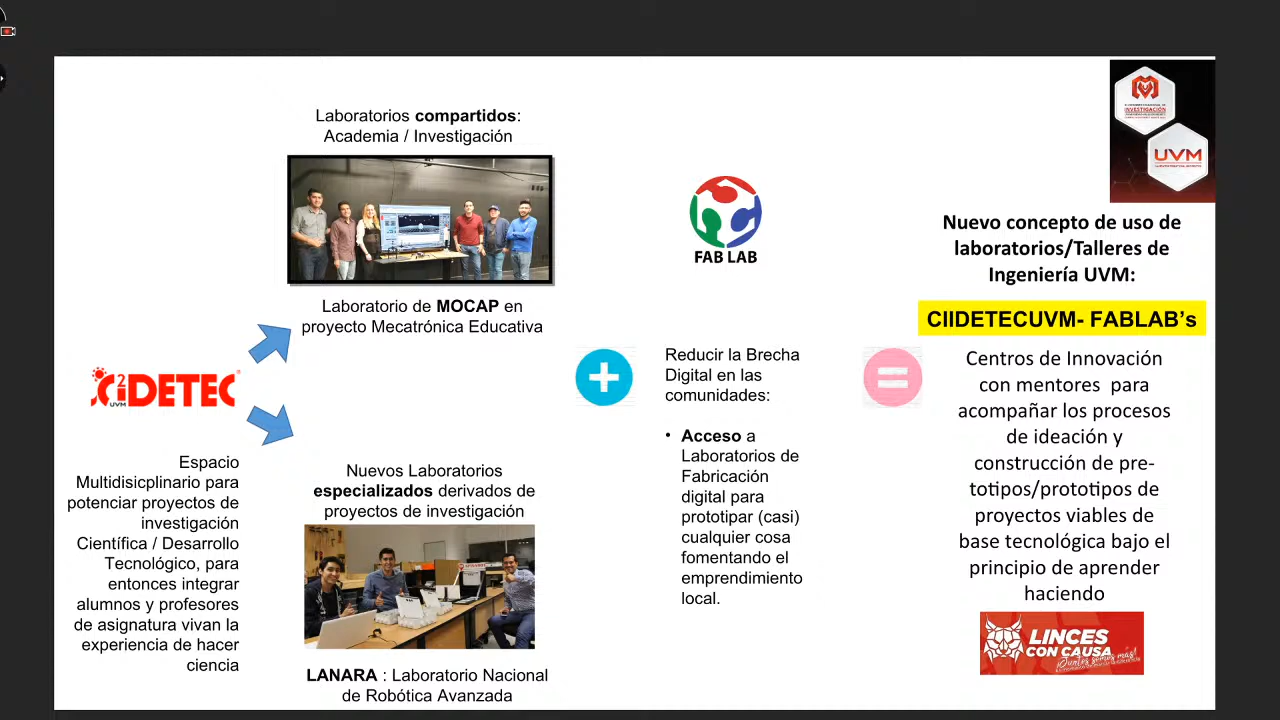 Laboratorios compartidos:
Academia / Investigación
Laboratorio de MOCAP en
proyecto Mecatrónica Educativa
CiDETEC
2
UVM
Espacio
Multidisicplinario para
potenciar proyectos de
investigación
Científica / Desarrollo
Tecnológico, para
entonces integrar
alumnos y profesores
de asignatura vivan la
experiencia de hacer
ciencia
Nuevos Laboratorios
especializados derivados de
proyectos de investigación
LANARA : Laboratorio Nacional
de Robótica Avanzada
FAB LAB
Reducir la Brecha
Digital en las
comunidades:
• Acceso a
Laboratorios de
Fabricación
digital para
prototipar (casi)
cualquier cosa
fomentando el
emprendimiento
local.
INVESTIGACIÓN
UVM
Nuevo concepto de uso de
laboratorios/Talleres de
Ingeniería UVM:
CIIDETECUVM- FABLAB’s
Centros de Innovación
con mentores para
acompañar los procesos
de ideación y
construcción de pre-
totipos/prototipos de
proyectos viables de
base tecnológica bajo el
principio de aprender
haciendo
LINCES
CON CAUSA
¡Juntos somos más!